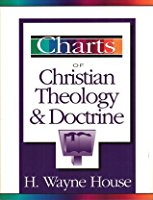 Charts
OF
Christian
Theology
& Doctrine
H. Wayne House